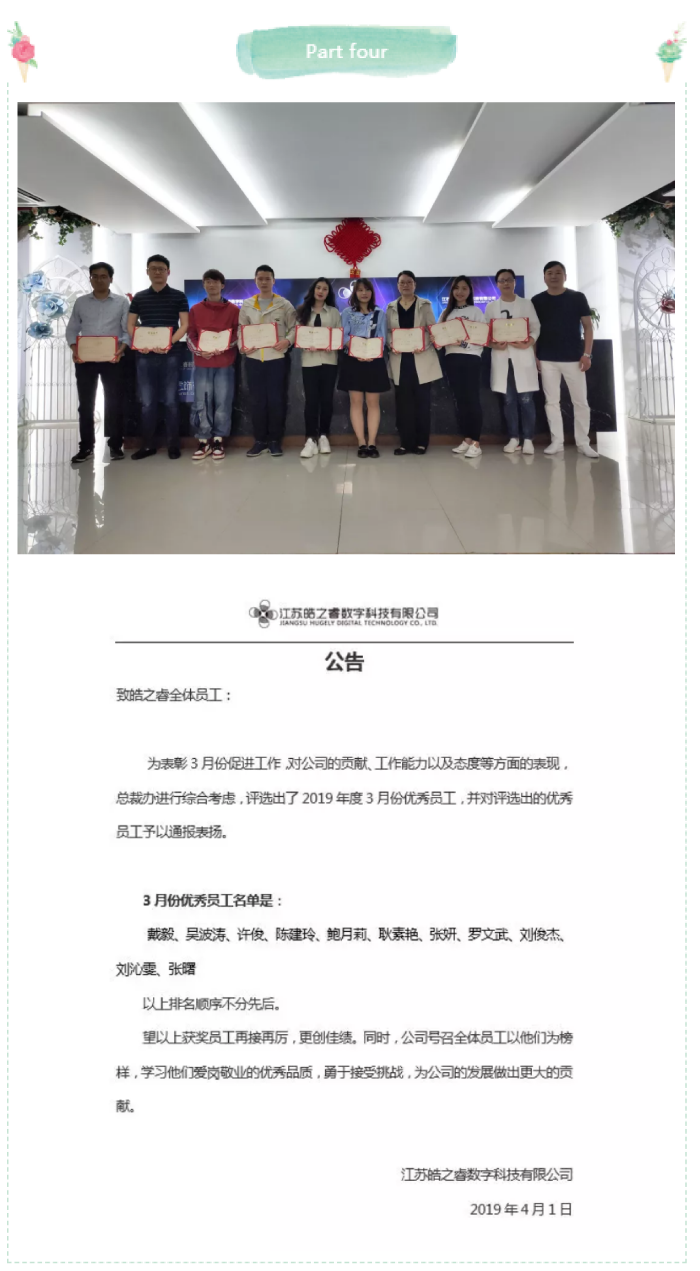 Part four
江苏皓之睿数字科技有限公司
JIANGSU HUGELY DIGITAL TECHNOLOGY CO., LTD.
公告
致皓之睿全体员工：
为表彰 3 月份促进工作 ,对公司的贡献、工作能力以及态度等方面的表现，
总裁办进行综合考虑，评选出了 2019 年度 3 月份优秀员工，并对评选出的优秀
员工予以通报表扬。
3 月份优秀员工名单是：
戴毅、吴波涛、许俊、陈建玲、鲍月莉、耿素艳、张妍、罗文武、刘俊杰、
刘沁雯、张曙
以上排名顺序不分先后。
望以上获奖员工再接再厉，更创佳绩。同时，公司号召全体员工以他们为榜
样，学习他们爱岗敬业的优秀品质，勇于接受挑战，为公司的发展做出更大的贡
献。
江苏皓之睿数字科技有限公司
2019 年 4 月 1 日